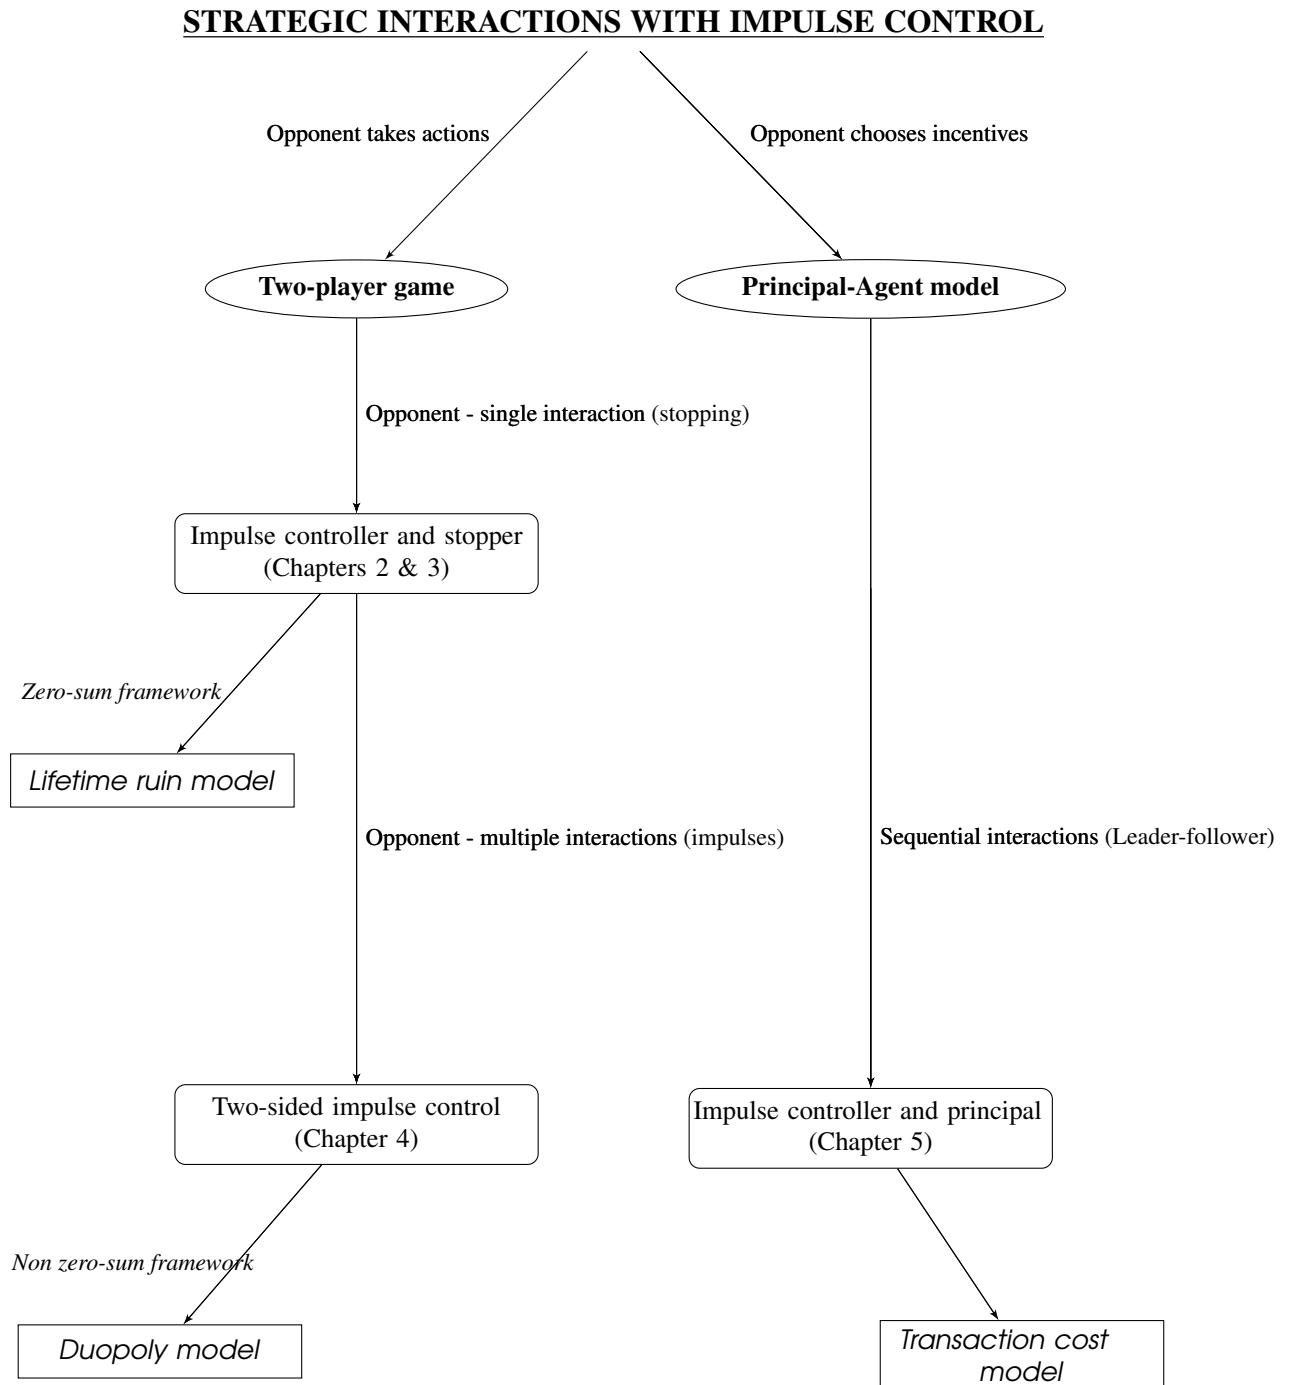 STRATEGIC INTERACTIONS WITH IMPULSE CONTROL
Opponent takes actions
Opponent chooses incentives
Two-player game
Principal-Agent model
Opponent - single interaction (stopping)
Impulse controller and stopper
(Chapters 2 & 3)
Zero-sum framework
Lifetime ruin model
Opponent - multiple interactions (impulses)
Sequential interactions (Leader-follower)
Two-sided impulse control
(Chapter 4)
Impulse controller and principal
(Chapter 5)
Non zero-sum framework
Duopoly model
Transaction cost
model